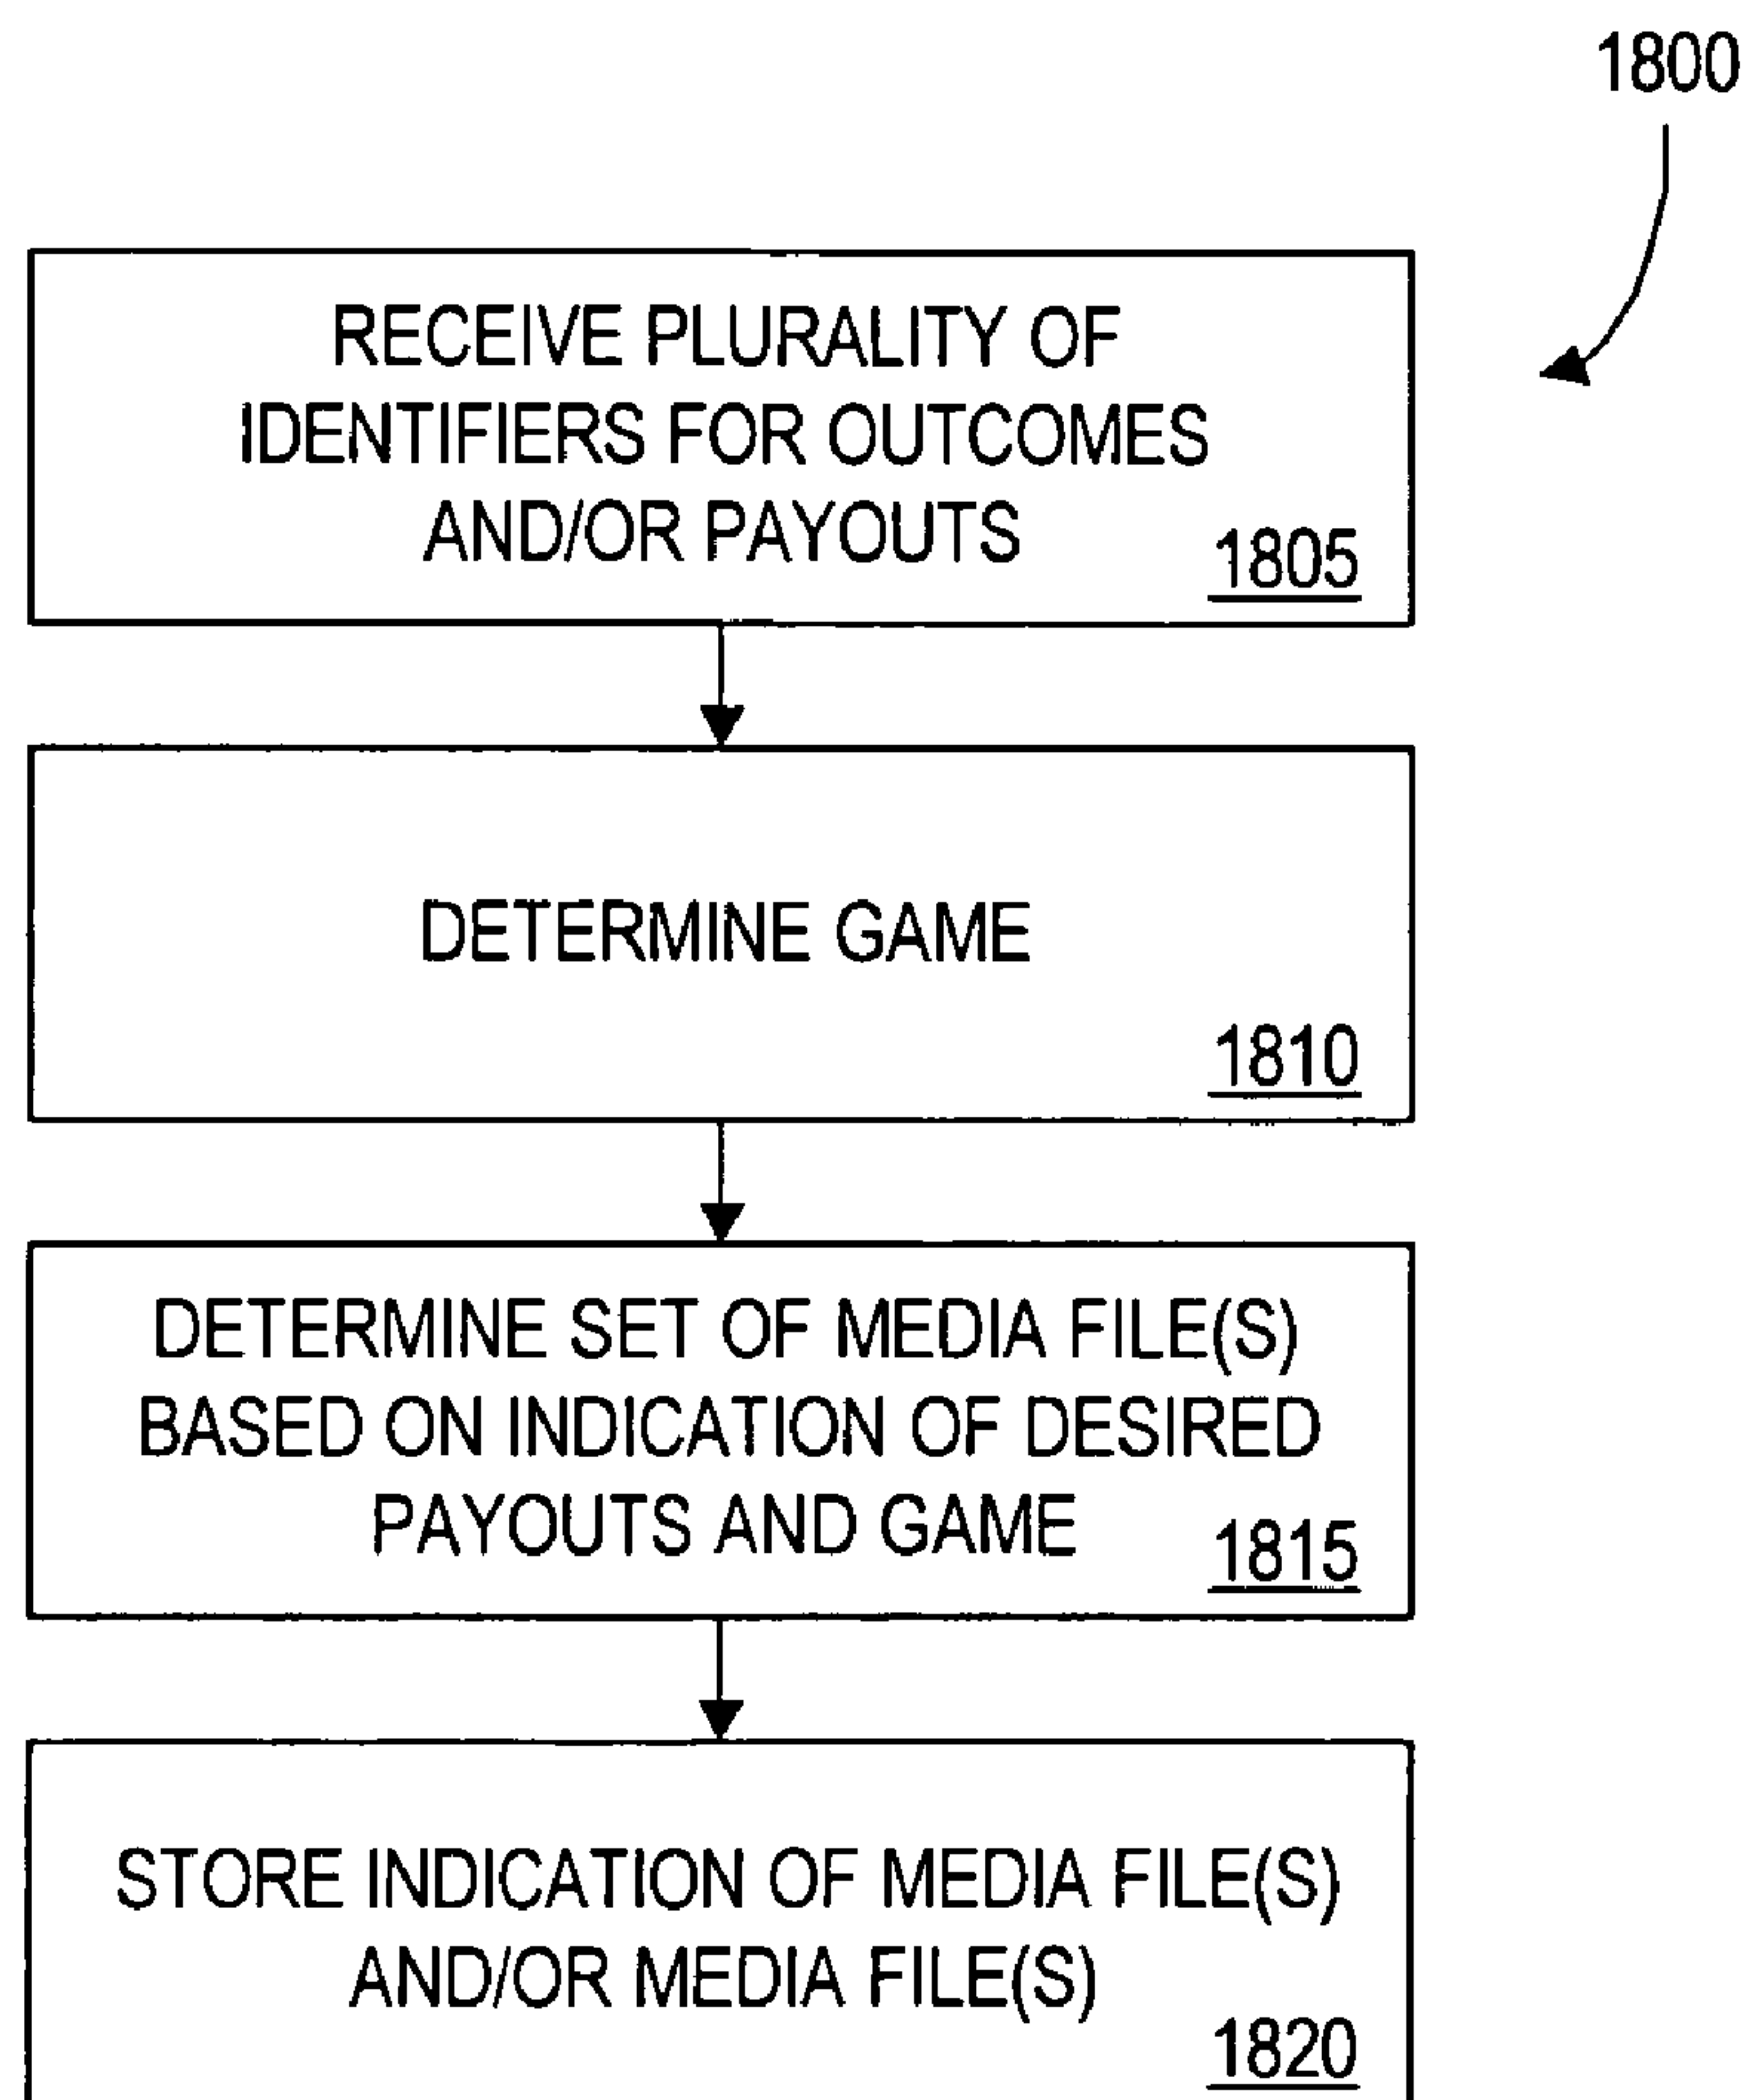 1800
RECEIVE PLURALITY OF
IDENTIFIERS FOR OUTCOMES
AND/OR PAYOUTS
1805
DETERMINE GAME
1810
DETERMINE SET OF MEDIA FILE(S)
BASED ON INDICATION OF DESIRED
PAYOUTS AND GAME
1815
STORE INDICATION OF MEDIA FILE(S)
AND/OR MEDIA FILE(S)
1820